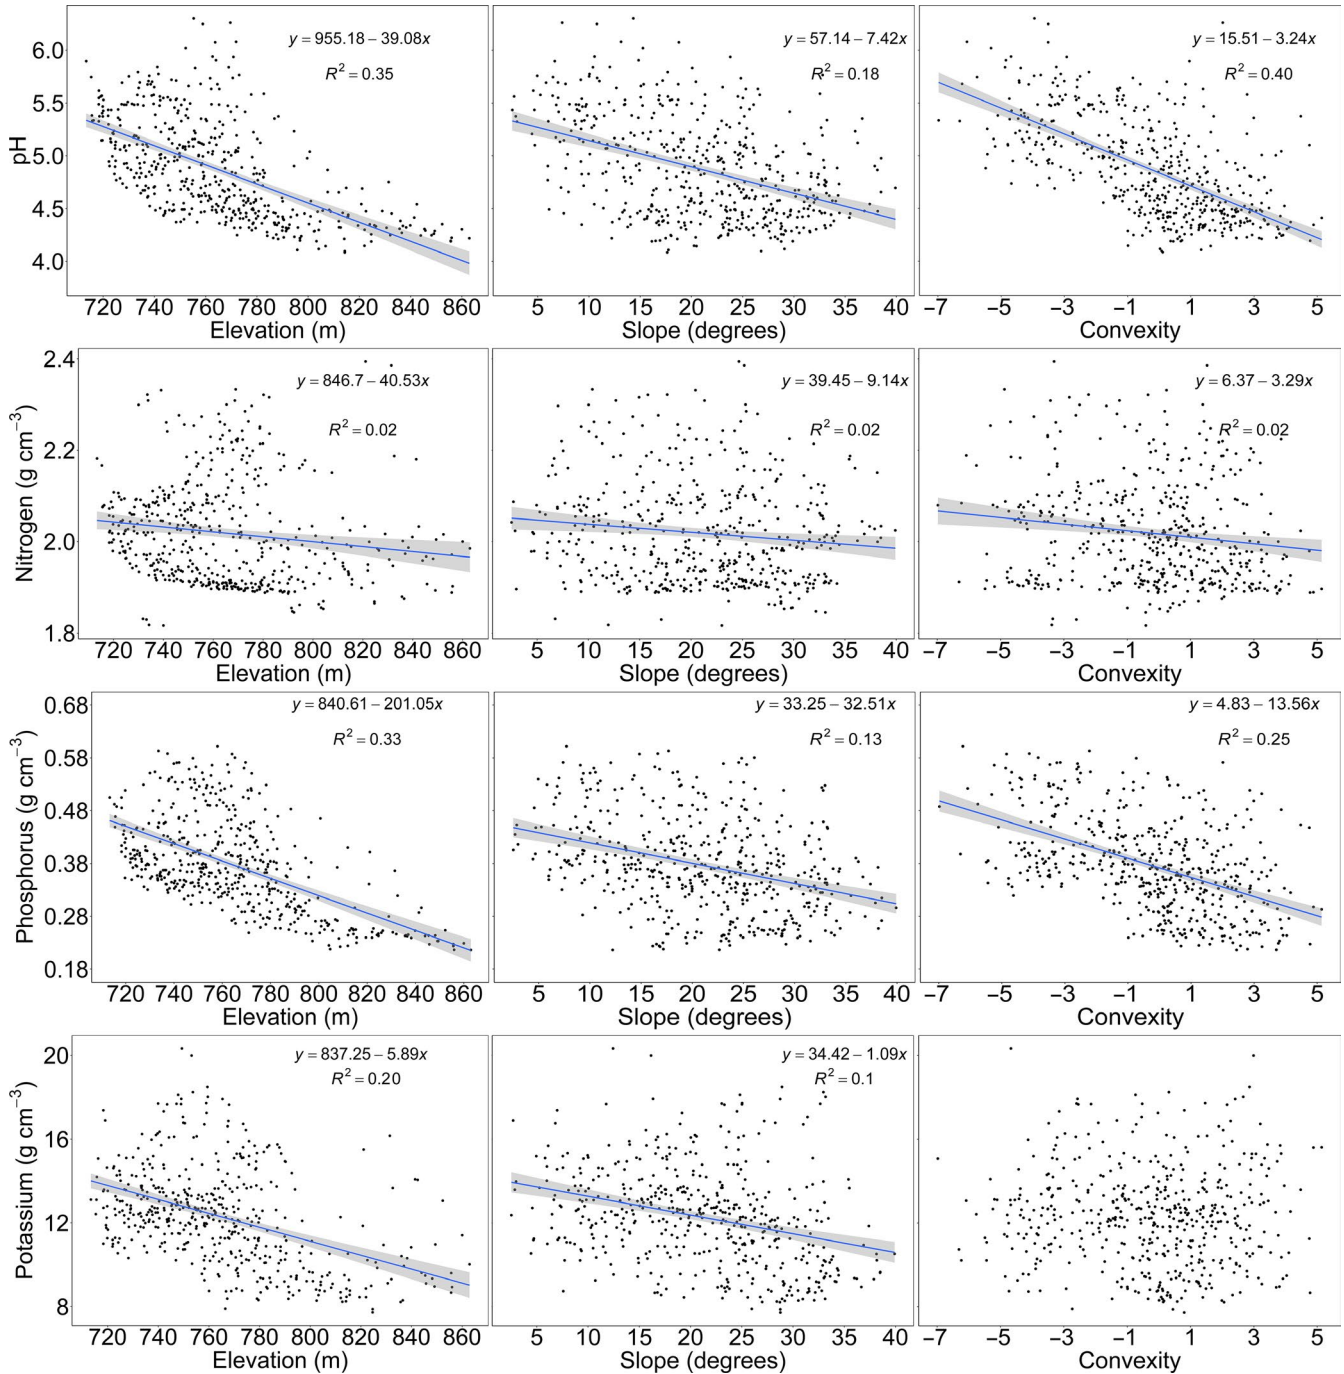 y = 955.18 − 39.08x
R² = 0.35
y = 57.14 − 7.42x
R² = 0.18
y = 15.51 − 3.24x
R² = 0.40
pH
6.0
5.5
5.0
4.5
4.0
720 740 760 780 800 820 840 860
Elevation (m)
5 10 15 20 25 30 35 40
Slope (degrees)
−7 −5 −3 −1 1 3 5
Convexity
y = 846.7 − 40.53x
R² = 0.02
y = 39.45 − 9.14x
R² = 0.02
y = 6.37 − 3.29x
R² = 0.02
Nitrogen (g cm⁻³)
2.4
2.2
2.0
1.8
720 740 760 780 800 820 840 860
Elevation (m)
5 10 15 20 25 30 35 40
Slope (degrees)
−7 −5 −3 −1 1 3 5
Convexity
y = 840.61 − 201.05x
R² = 0.33
y = 33.25 − 32.51x
R² = 0.13
y = 4.83 − 13.56x
R² = 0.25
Phosphorus (g cm⁻³)
0.68
0.58
0.48
0.38
0.28
0.18
720 740 760 780 800 820 840 860
Elevation (m)
5 10 15 20 25 30 35 40
Slope (degrees)
−7 −5 −3 −1 1 3 5
Convexity
y = 837.25 − 5.89x
R² = 0.20
y = 34.42 − 1.09x
R² = 0.1
Potassium (g cm⁻³)
20
16
12
8
720 740 760 780 800 820 840 860
Elevation (m)
5 10 15 20 25 30 35 40
Slope (degrees)
−7 −5 −3 −1 1 3 5
Convexity